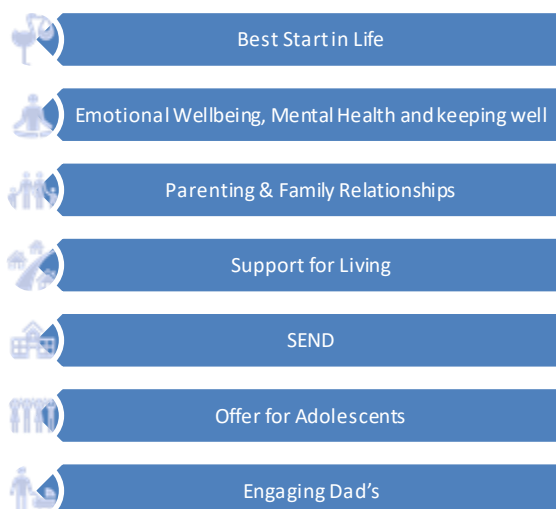 Best Start in Life
Emotional Wellbeing, Mental Health and keeping well
Parenting & Family Relationships
Support for Living
SEND
Offer for Adolescents
Engaging Dad's